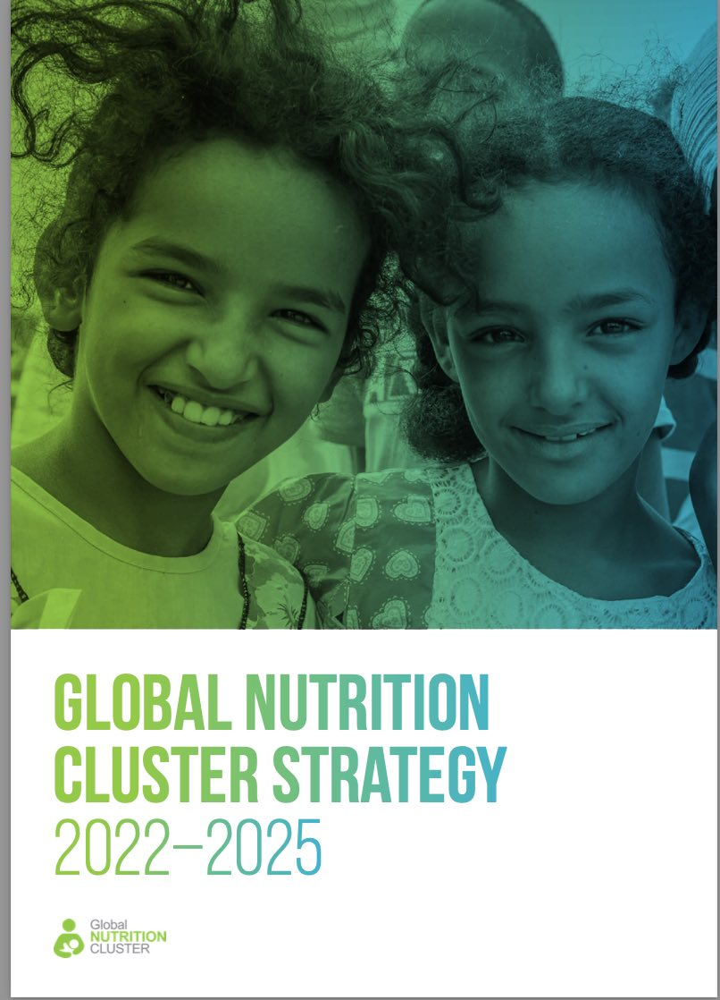 GLOBAL NUTRITION
CLUSTER STRATEGY
2022–2025
Global
NUTRITION
CLUSTER